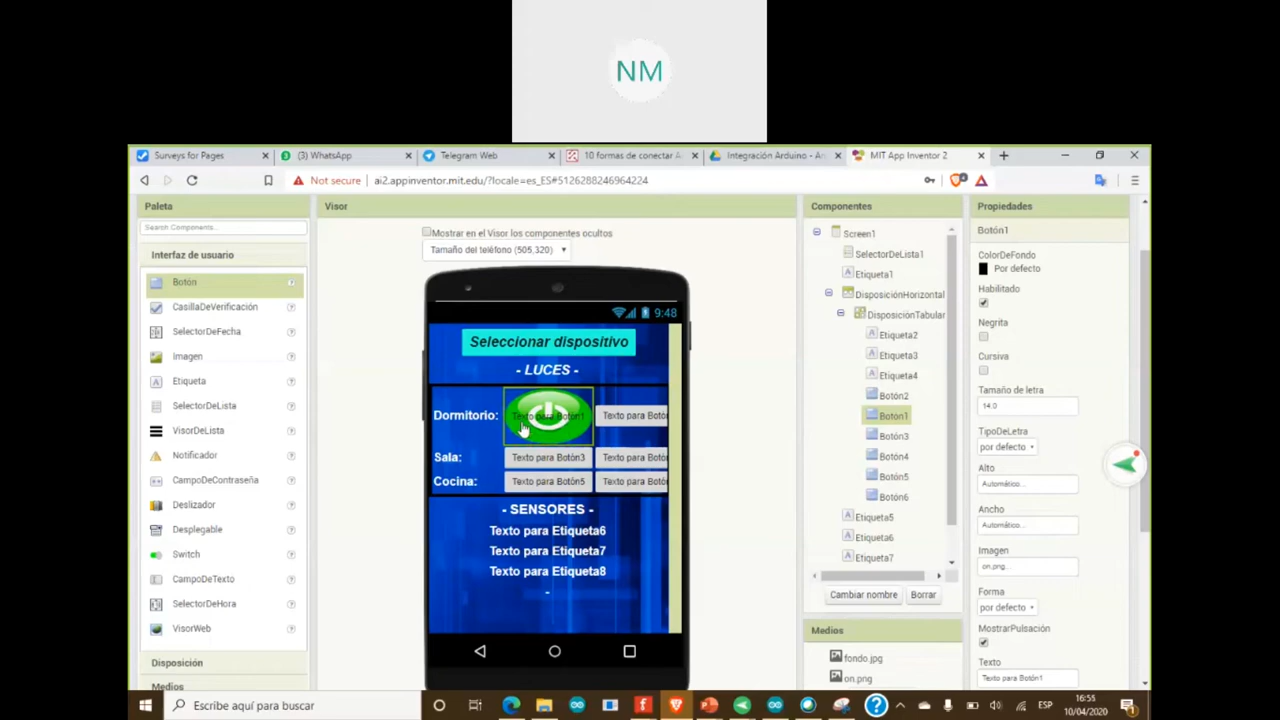 NM
Surveys for Pages
(3) WhatsApp
Telegram Web
10 formas de conectar A
Integración Arduino - An
MIT App Inventor 2
Not secure
ai2.appinventor.mit.edu/?locale=es_ES#5126288246964224
Paleta
Search Components...
Interfaz de usuario
Botón
CasillaDeVerificación
SelectorDeFecha
Imagen
Etiqueta
SelectorDeLista
VisorDeLista
Notificador
CampoDeContraseña
Deslizador
Desplegable
Switch
CampoDeTexto
SelectorDeHora
VisorWeb
Disposición
Medios
Visor
Mostrar en el Visor los componentes ocultos
Tamaño del teléfono (505,320)
9:48
Seleccionar dispositivo
- LUCES -
Dormitorio:
Texto para Botón1
Texto para Botón
Sala:
Texto para Botón3
Texto para Botón
Cocina:
Texto para Botón5
Texto para Botón
- SENSORES -
Texto para Etiqueta6
Texto para Etiqueta7
Texto para Etiqueta8
-
Componentes
Screen1
SelectorDeLista1
Etiqueta1
DisposiciónHorizontal
DisposiciónTabular
Etiqueta2
Etiqueta3
Etiqueta4
Botón2
Botón1
Botón3
Botón4
Botón5
Botón6
Etiqueta5
Etiqueta6
Etiqueta7
Cambiar nombre
Borrar
Medios
fondo.jpg
on.png
Propiedades
Botón1
ColorDeFondo
Por defecto
Habilitado
Negrita
Cursiva
Tamaño de letra
14.0
TipoDeLetra
por defecto
Alto
Automático...
Ancho
Automático...
Imagen
on.png...
Forma
por defecto
MostrarPulsación
Texto
Texto para Botón1
Escribe aquí para buscar
ESP
16:55
10/04/2020